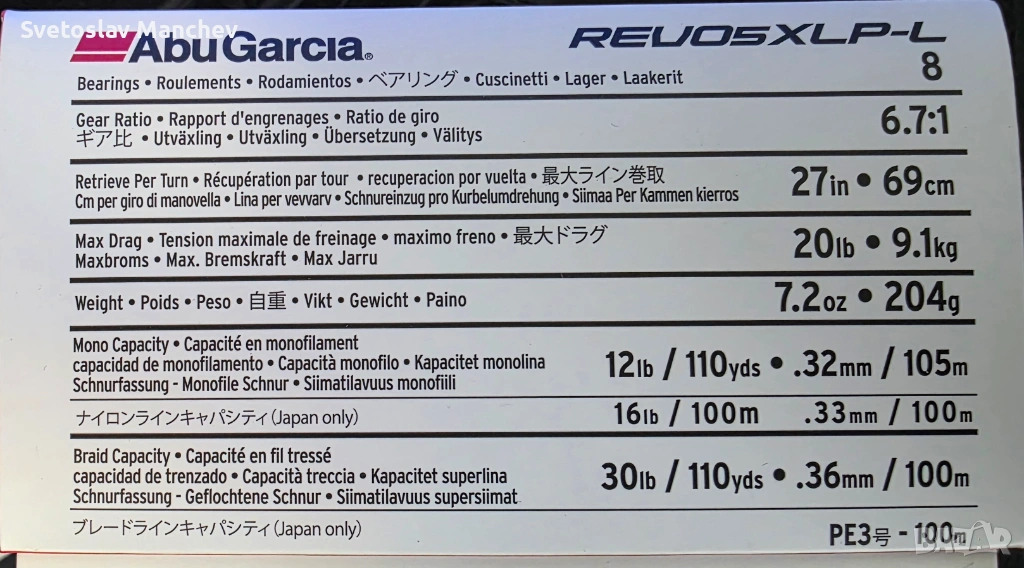 Svetoslav Manchev
Abu Garcia®
REVO5XLP-L
Bearings • Roulements • Rodamientos • ベアリング • Cuscinetti • Lager • Laakerit
8
Gear Ratio • Rapport d'engrenages • Ratio de giro
ギア比 • Utväxling • Utväxling • Übersetzung • Välitys
6.7:1
Retrieve Per Turn • Récupération par tour • recuperacion por vuelta • 最大ライン巻取
Cm per giro di manovella • Lina per vevvarv • Schnureinzug pro Kurbelumdrehung • Siimaa Per Kammen kierros
27in • 69cm
Max Drag • Tension maximale de freinage • maximo freno • 最大ドラグ
Maxbroms • Max. Bremskraft • Max Jarru
20lb • 9.1kg
Weight • Poids • Peso • 自重 • Vikt • Gewicht • Paino
7.2oz • 204g
Mono Capacity • Capacité en monofilament
capacidad de monofilamento • Capacità monofilo • Kapacitet monolina
Schnurfassung - Monofile Schnur • Siimatilavuus monofiili
12lb / 110yds • .32mm / 105m
ナイロンラインキャパシティ(Japan only)
16lb / 100m .33mm / 100m
Braid Capacity • Capacité en fil tressé
capacidad de trenzado • Capacità treccia • Kapacitet superlina
Schnurfassung - Geflochtene Schnur • Siimatilavuus supersiimat
30lb / 110yds • .36mm / 100m
ブレードラインキャパシティ(Japan only)
PE3号 - 100m
BAZAR